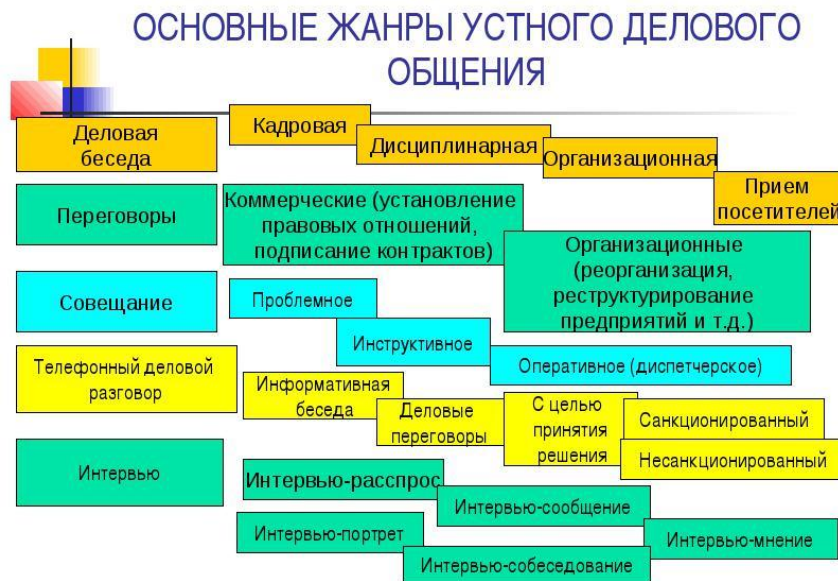 ОСНОВНЫЕ ЖАНРЫ УСТНОГО ДЕЛОВОГО
ОБЩЕНИЯ
Деловая
беседа
Кадровая
Дисциплинарная
Организационная
Прием
посетителей
Переговоры
Коммерческие (установление
правовых отношений,
подписание контрактов)
Организационные
(реорганизация,
реструктурирование
предприятий и т.д.)
Совещание
Проблемное
Инструктивное
Оперативное (диспетчерское)
Телефонный деловой
разговор
Информативная
беседа
Деловые
переговоры
С целью
принятия
решения
Санкционированный
Несанкционированный
Интервью
Интервью-расспрос
Интервью-сообщение
Интервью-портрет
Интервью-мнение
Интервью-собеседование